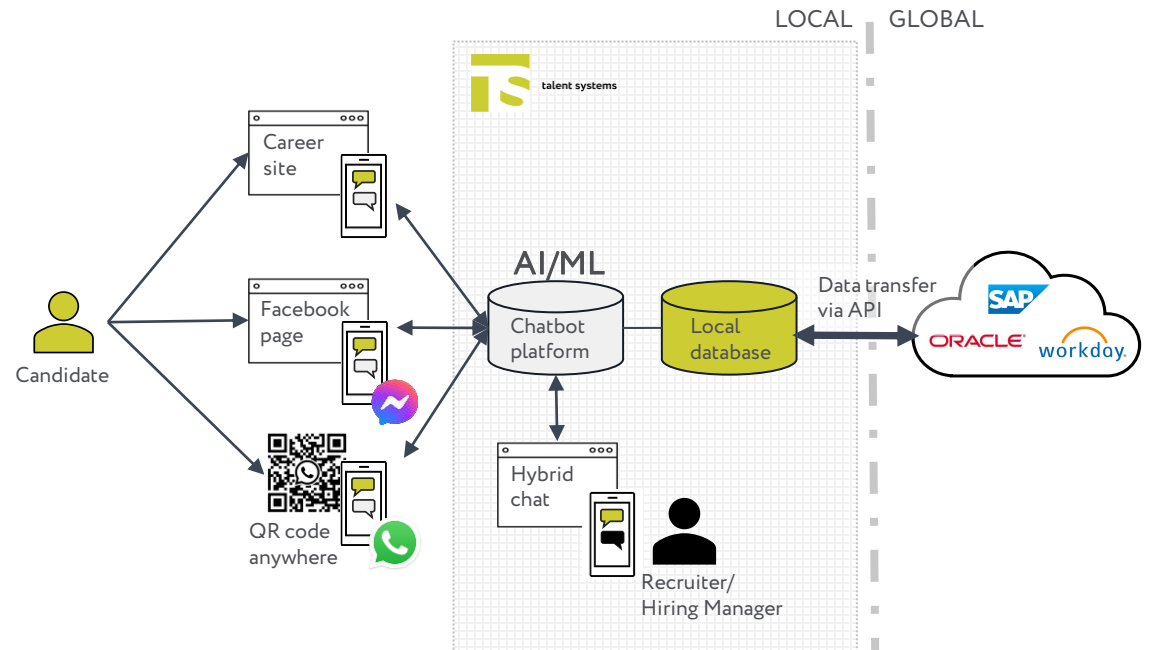 LOCAL
GLOBAL
TS
talent systems
Career
site
Facebook
page
Candidate
QR code
anywhere
AI/ML
Chatbot
platform
Local
database
Hybrid
chat
Recruiter/
Hiring Manager
Data transfer
via API
SAP
ORACLE
workday.